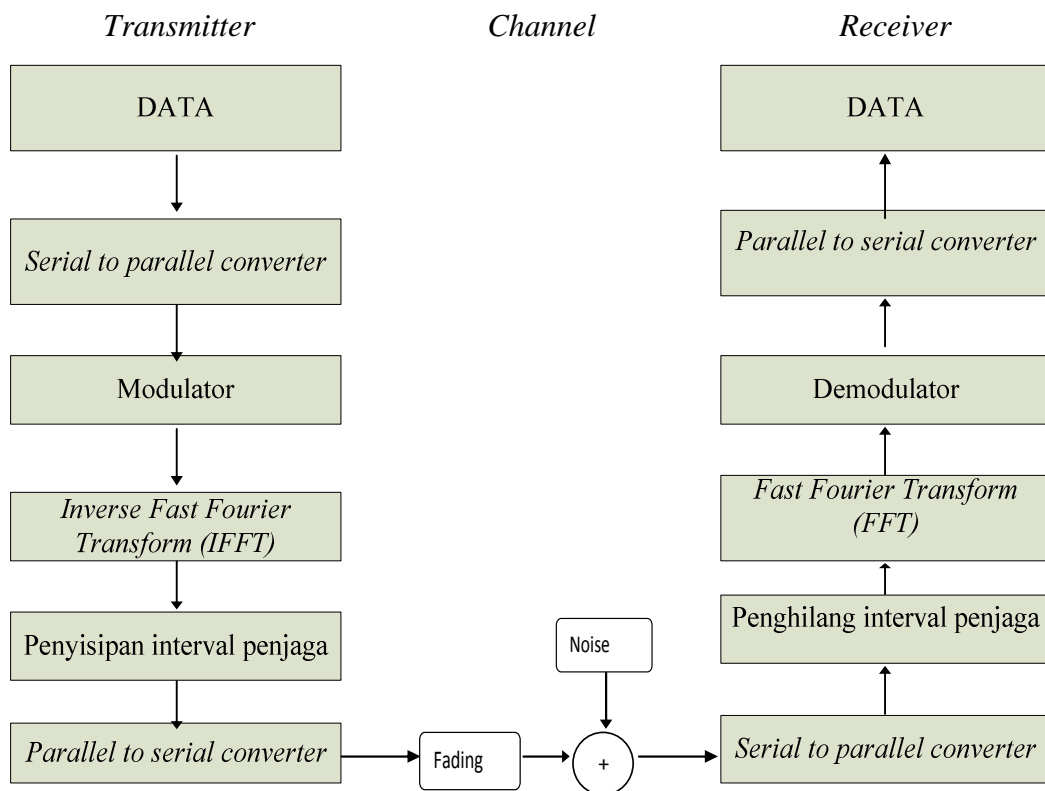 Transmitter
Channel
Receiver
DATA
Serial to parallel converter
Modulator
Inverse Fast Fourier
Transform (IFFT)
Penyisipan interval penjaga
Parallel to serial converter
Fading
Noise
+
DATA
Parallel to serial converter
Demodulator
Fast Fourier Transform
(FFT)
Penghilang interval penjaga
Serial to parallel converter